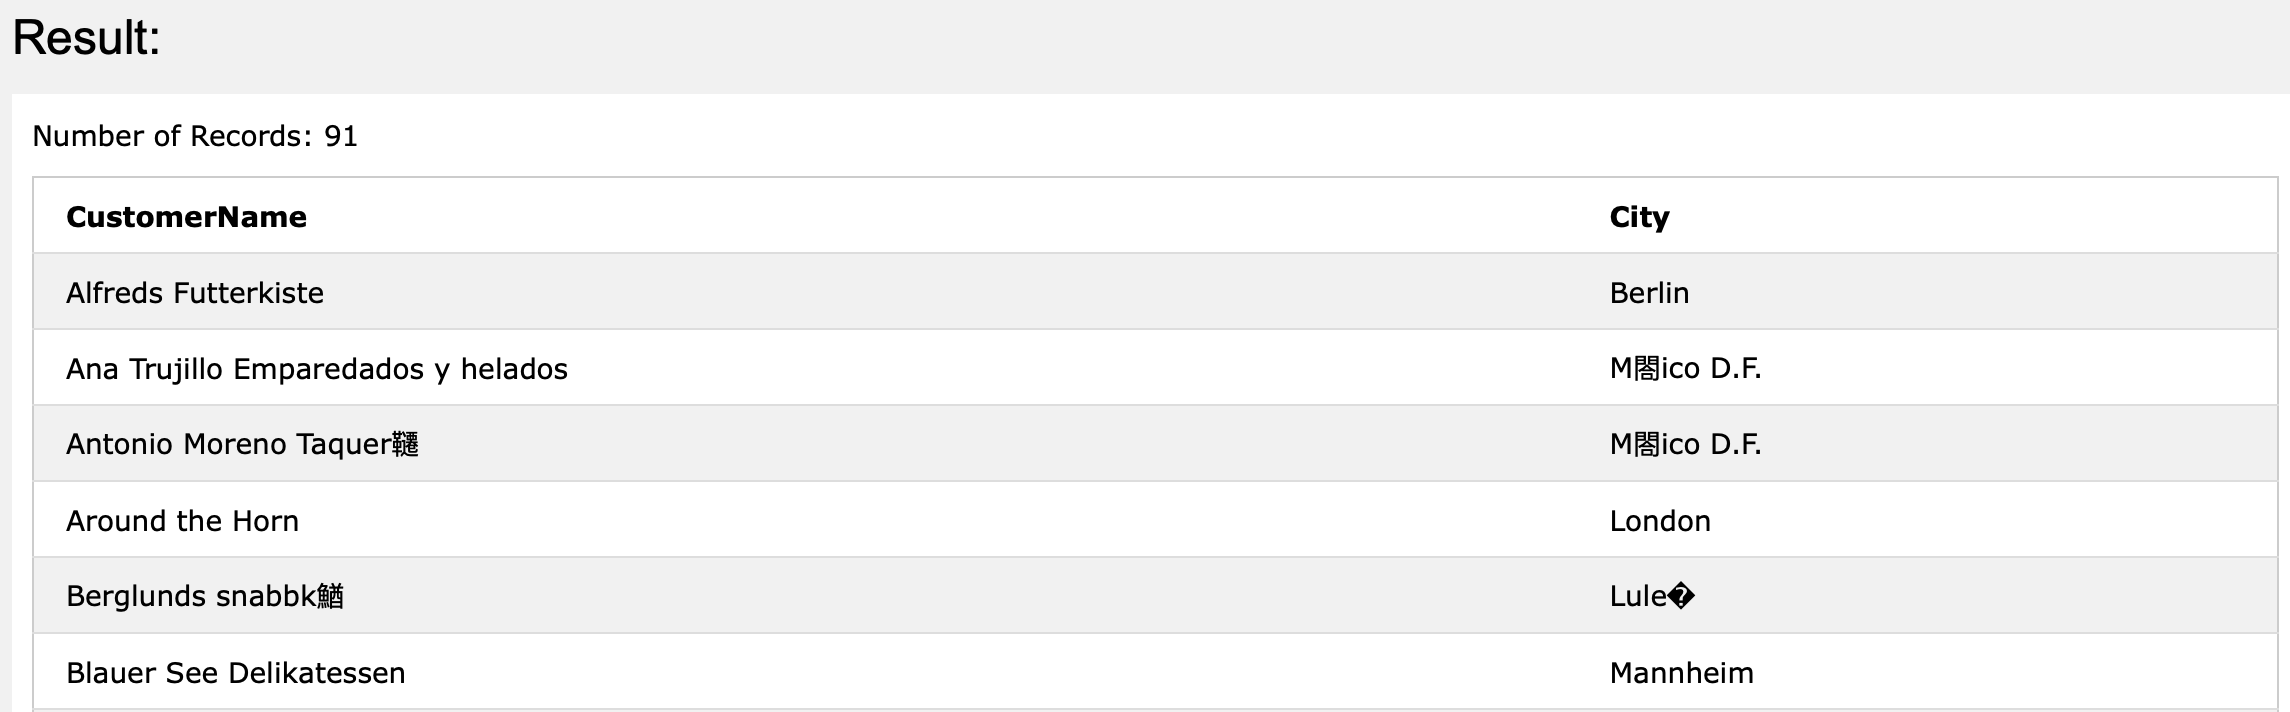 Result:
Number of Records: 91
CustomerName City
Alfreds Futterkiste Berlin
Ana Trujillo Emparedados y helados M閤ico D.F.
Antonio Moreno Taquer韆 M閤ico D.F.
Around the Horn London
Berglunds snabbk鰌 Lule�
Blauer See Delikatessen Mannheim